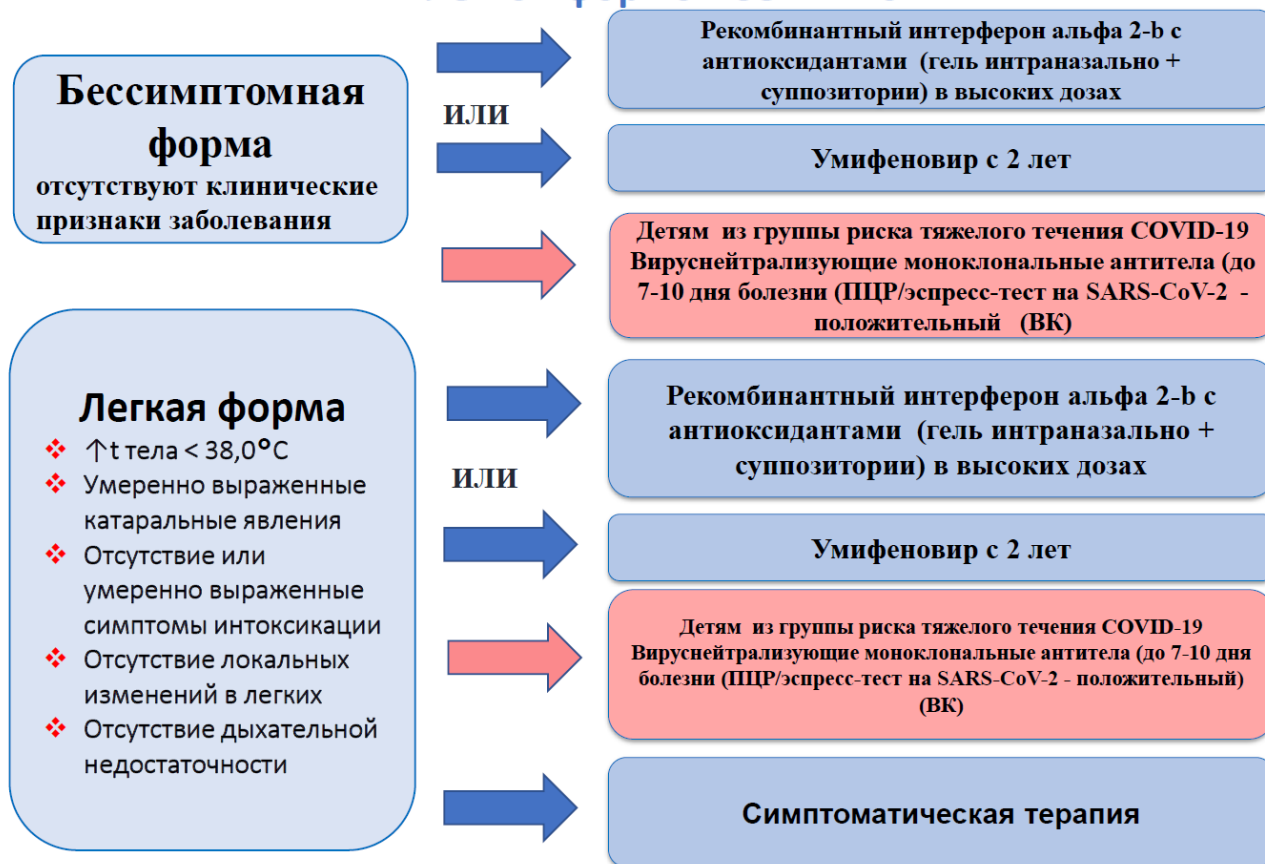 Рекомбинантный интерферон альфа 2-b с
антиоксидантами (гель интраназально +
суппозитории) в высоких дозах
Бессимптомная
форма
отсутствуют клинические
признаки заболевания
ИЛИ
Умифеновир с 2 лет
Детям из группы риска тяжелого течения COVID-19
Вируснейтрализующие моноклональные антитела (до
7-10 дня болезни (ПЦР/эспресс-тест на SARS-CoV-2 -
положительный (ВК)
Легкая форма
❖ ↑t тела < 38,0°C
❖ Умеренно выраженные
катаральные явления
❖ Отсутствие или
умеренно выраженные
симптомы интоксикации
❖ Отсутствие локальных
изменений в легких
❖ Отсутствие дыхательной
недостаточности
Рекомбинантный интерферон альфа 2-b с
антиоксидантами (гель интраназально +
суппозитории) в высоких дозах
ИЛИ
Умифеновир с 2 лет
Детям из группы риска тяжелого течения COVID-19
Вируснейтрализующие моноклональные антитела (до 7-10 дня
болезни (ПЦР/эспресс-тест на SARS-CoV-2 - положительный)
(ВК)
Симптоматическая терапия